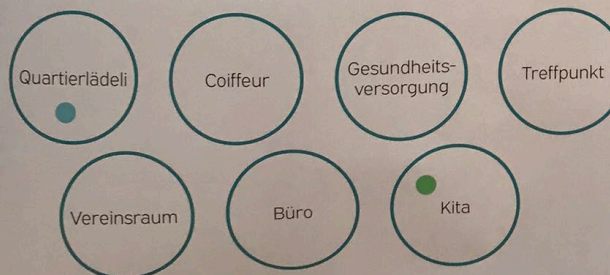 Quartierlädeli
Coiffeur
Gesundheits-
versorgung
Treffpunkt
Vereinsraum
Büro
Kita